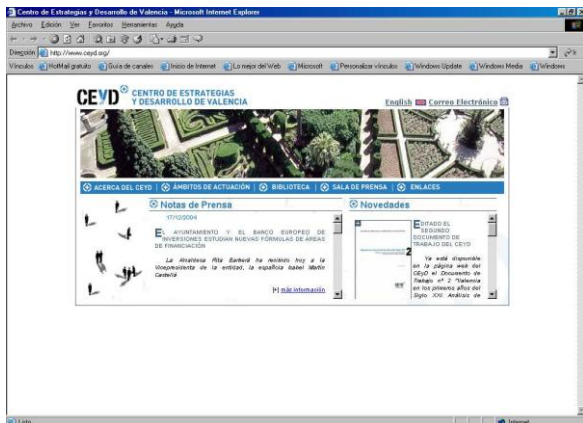 Centro de Estrategias y Desarrollo de Valencia - Microsoft Internet Explorer
Archivo Edición Ver Favoritos Herramientas Ayuda
Dirección http://www.ceyd.org/
Vínculos HotMail gratuito Guía de canales Inicio de Internet Lo mejor del Web Microsoft Personalizar vínculos Windows Update Windows Media Windows
CEYD CENTRO DE ESTRATEGIAS
Y DESARROLLO DE VALENCIA
English Correo Electrónico
ACERCA DEL CEYD | ÁMBITOS DE ACTUACIÓN | BIBLIOTECA | SALA DE PRENSA | ENLACES
Notas de Prensa
17/12/2004
EL AYUNTAMIENTO Y EL BANCO EUROPEO DE
INVERSIONES ESTUDIAN NUEVAS FÓRMULAS DE AREAS
DE FINANCIACIÓN
La Alcaldesa Rita Barberá ha recibido hoy a la
Vicepresidenta de la entidad, la española Isabel Martín
Castellá
[+] más información
Novedades
2
EDITADO EL
SEGUNDO
DOCUMENTO DE
TRABAJO DEL CEYD
Ya está disponible
en la página web del
CEyD el Documento de
Trabajo nº 2 "Valencia
en los primeros años del
Siglo XXI. Análisis de
Listo
Internet